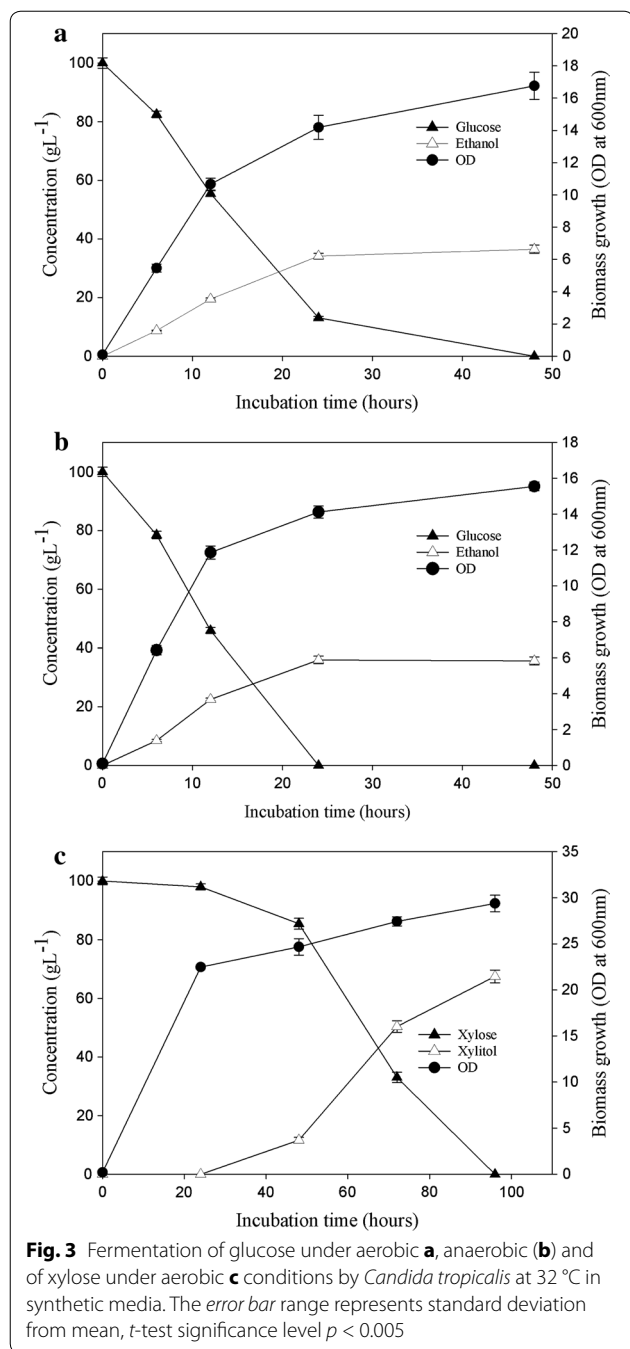 a
Concentration (gL⁻¹)
100
80
60
40
20
0
Glucose
Ethanol
OD
20
18
16
14
12
10
8
6
4
2
0
Biomass growth (OD at 600nm)
0 10 20 30 40 50
Incubation time (hours)
b
Concentration (gL⁻¹)
100
80
60
40
20
0
Glucose
Ethanol
OD
18
16
14
12
10
8
6
4
2
0
Biomass growth (OD at 600nm)
0 10 20 30 40 50
Incubation time (hours)
c
Concentration (gL⁻¹)
100
80
60
40
20
0
Xylose
Xylitol
OD
35
30
25
20
15
10
5
0
Biomass growth (OD at 600nm)
0 20 40 60 80 100
Incubation time (hours)
Fig. 3 Fermentation of glucose under aerobic a, anaerobic (b) and
of xylose under aerobic c conditions by Candida tropicalis at 32 °C in
synthetic media. The error bar range represents standard deviation
from mean, t-test significance level p < 0.005